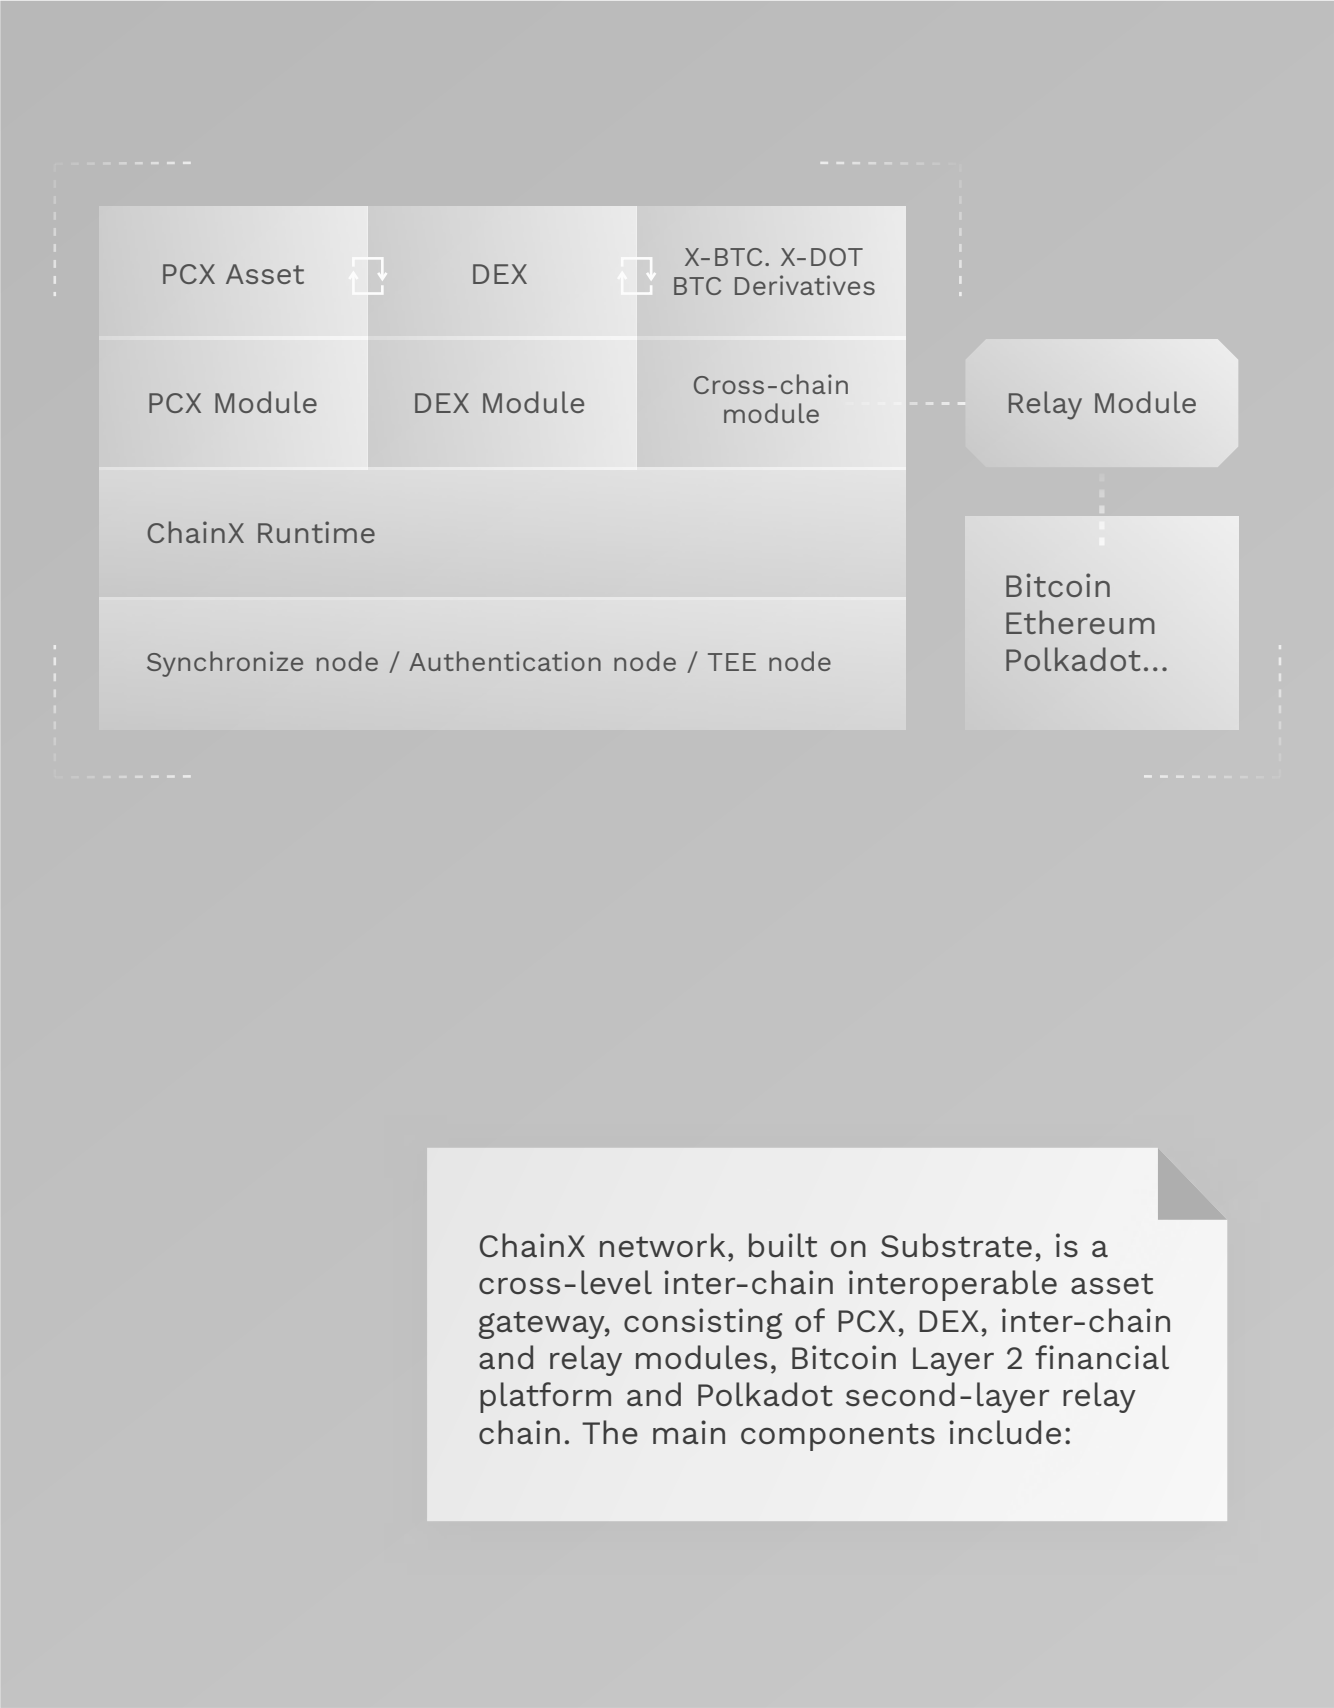 PCX Asset
DEX
X-BTC. X-DOT
BTC Derivatives
PCX Module
DEX Module
Cross-chain
module
Relay Module
ChainX Runtime
Bitcoin
Ethereum
Polkadot...
Synchronize node / Authentication node / TEE node
ChainX network, built on Substrate, is a
cross-level inter-chain interoperable asset
gateway, consisting of PCX, DEX, inter-chain
and relay modules, Bitcoin Layer 2 financial
platform and Polkadot second-layer relay
chain. The main components include: